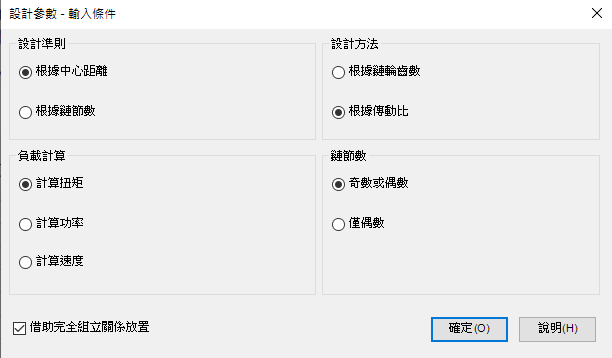 設計參數 - 輸入條件
設計準則
根據中心距離
根據鏈節數
設計方法
根據鏈輪齒數
根據傳動比
負載計算
計算扭矩
計算功率
計算速度
鏈節數
奇數或偶數
僅偶數
借助完全組立關係放置
確定(O)
說明(H)